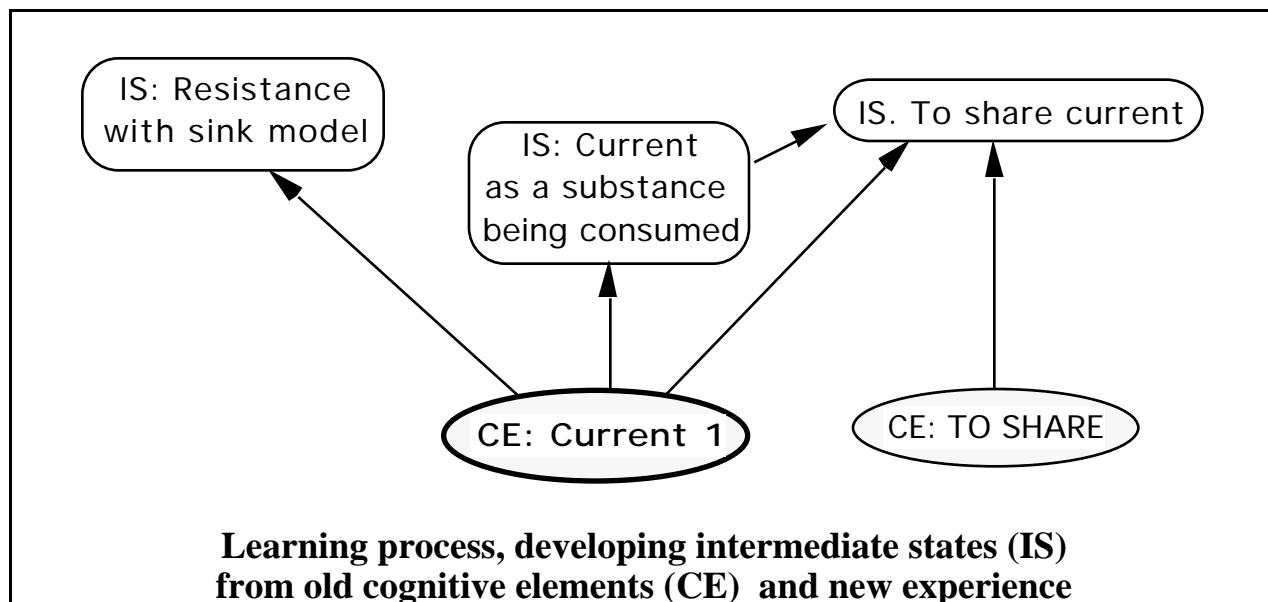 IS: Resistance
with sink model
IS: Current
as a substance
being consumed
IS. To share current
CE: Current 1
CE: TO SHARE
Learning process, developing intermediate states (IS)
from old cognitive elements (CE) and new experience